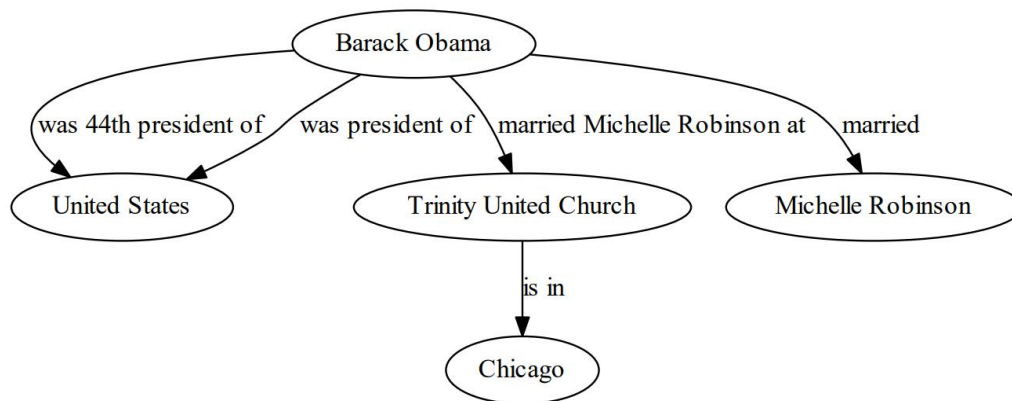 Barack Obama
was 44th president of
was president of
married Michelle Robinson at
married
United States
Trinity United Church
Michelle Robinson
is in
Chicago